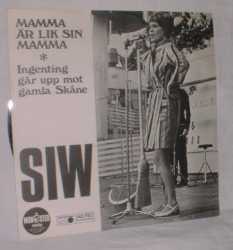 MAMMA
ÄR LIK SIN
MAMMA
*
Ingenting
går upp mot
gamla Skåne
SIW